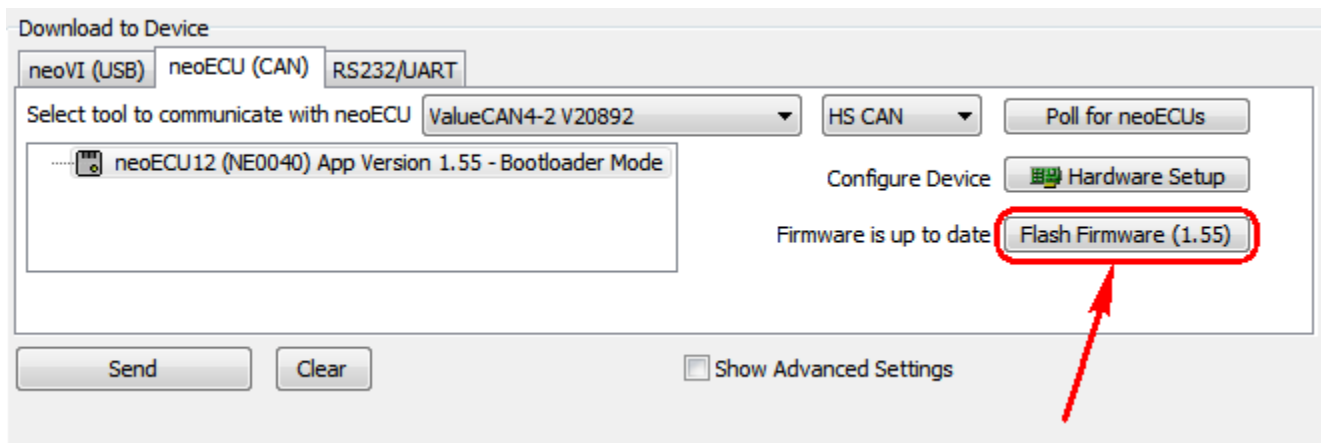 Download to Device
neoVI (USB) neoECU (CAN) RS232/UART
Select tool to communicate with neoECU ValueCAN4-2 V20892 HS CAN Poll for neoECUs
neoECU12 (NE0040) App Version 1.55 - Bootloader Mode
Configure Device Hardware Setup
Firmware is up to date Flash Firmware (1.55)
Send Clear Show Advanced Settings